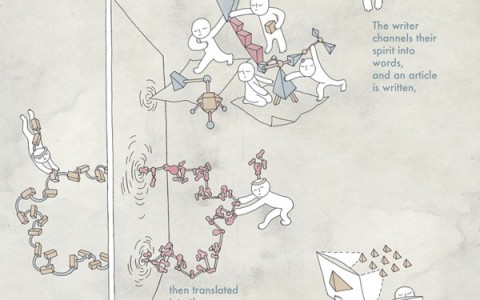 The writer
channels their
spirit into
words,
and an article
is written,
then translated